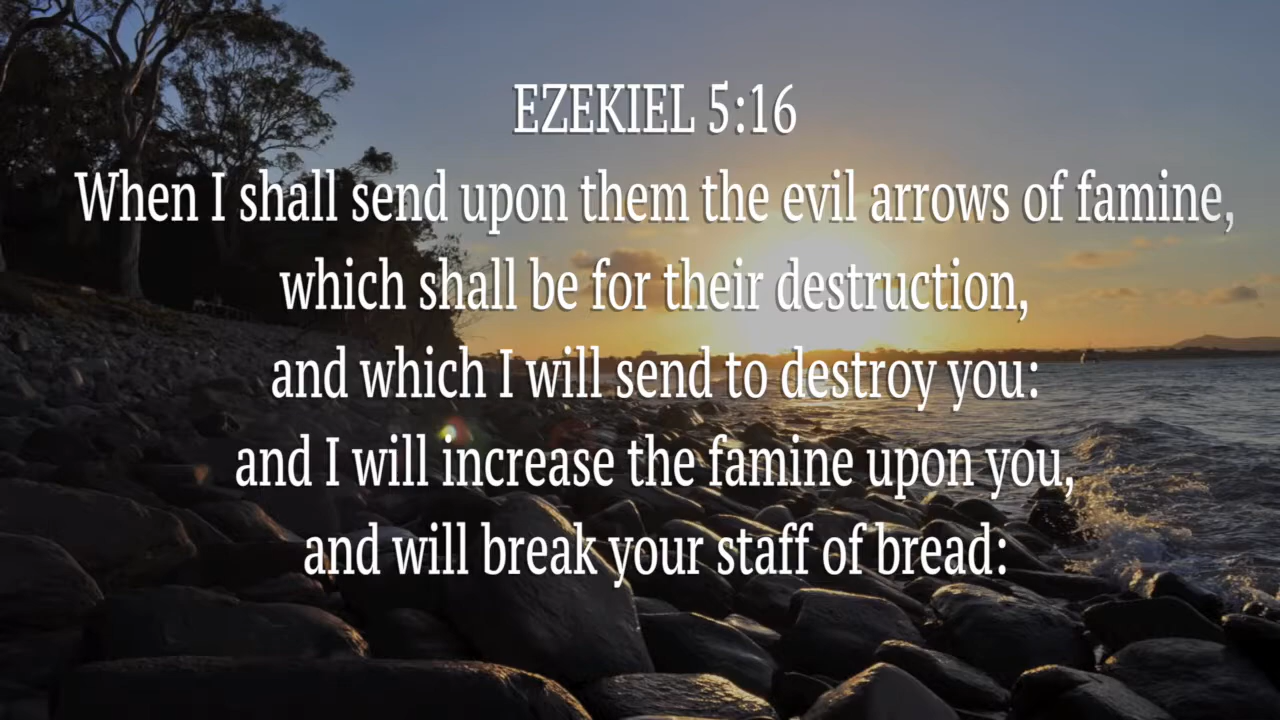 EZEKIEL 5:16
When I shall send upon them the evil arrows of famine,
which shall be for their destruction,
and which I will send to destroy you:
and I will increase the famine upon you,
and will break your staff of bread: